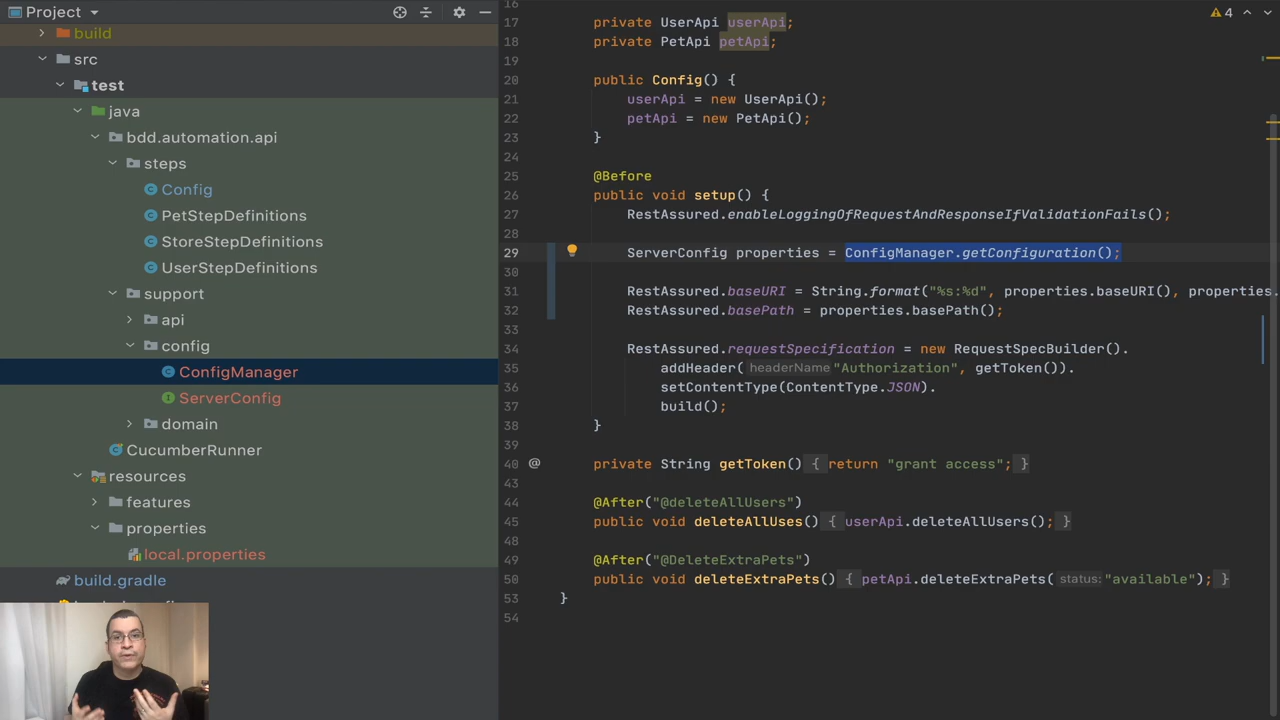 Project
build
src
test
java
bdd.automation.api
steps
Config
PetStepDefinitions
StoreStepDefinitions
UserStepDefinitions
support
api
config
ConfigManager
ServerConfig
domain
CucumberRunner
resources
features
properties
local.properties
build.gradle
4
16
17 private UserApi userApi;
18 private PetApi petApi;
19
20 public Config() {
21 userApi = new UserApi();
22 petApi = new PetApi();
23 }
24
25 @Before
26 public void setup() {
27 RestAssured.enableLoggingOfRequestAndResponseIfValidationFails();
28
29 ServerConfig properties = ConfigManager.getConfiguration();
30
31 RestAssured.baseURI = String.format("%s:%d", properties.baseURI(), properties.
32 RestAssured.basePath = properties.basePath();
33
34 RestAssured.requestSpecification = new RequestSpecBuilder().
35 addHeader( headerName: "Authorization", getToken()).
36 setContentType(ContentType.JSON).
37 build();
38 }
39
40 @ private String getToken() { return "grant access"; }
43
44 @After("@deleteAllUsers")
45 public void deleteAllUses() { userApi.deleteAllUsers(); }
48
49 @After("@DeleteExtraPets")
50 public void deleteExtraPets() { petApi.deleteExtraPets( status: "available"); }
53 }
54